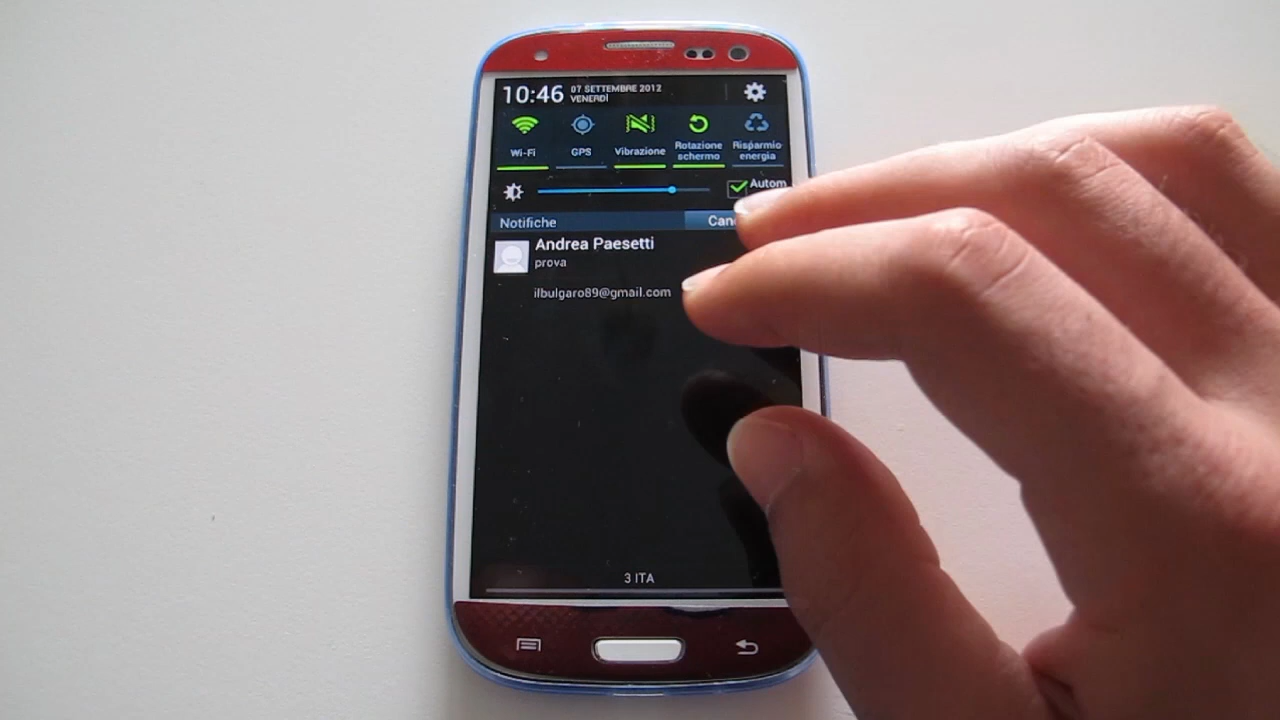 10:46
07 SETTEMBRE 2012
VENERDÌ
Wi-Fi
GPS
Vibrazione
Rotazione schermo
Risparmio energia
Autom
Notifiche
Canc
Andrea Paesetti
prova
ilbulgaro89@gmail.com
3 ITA